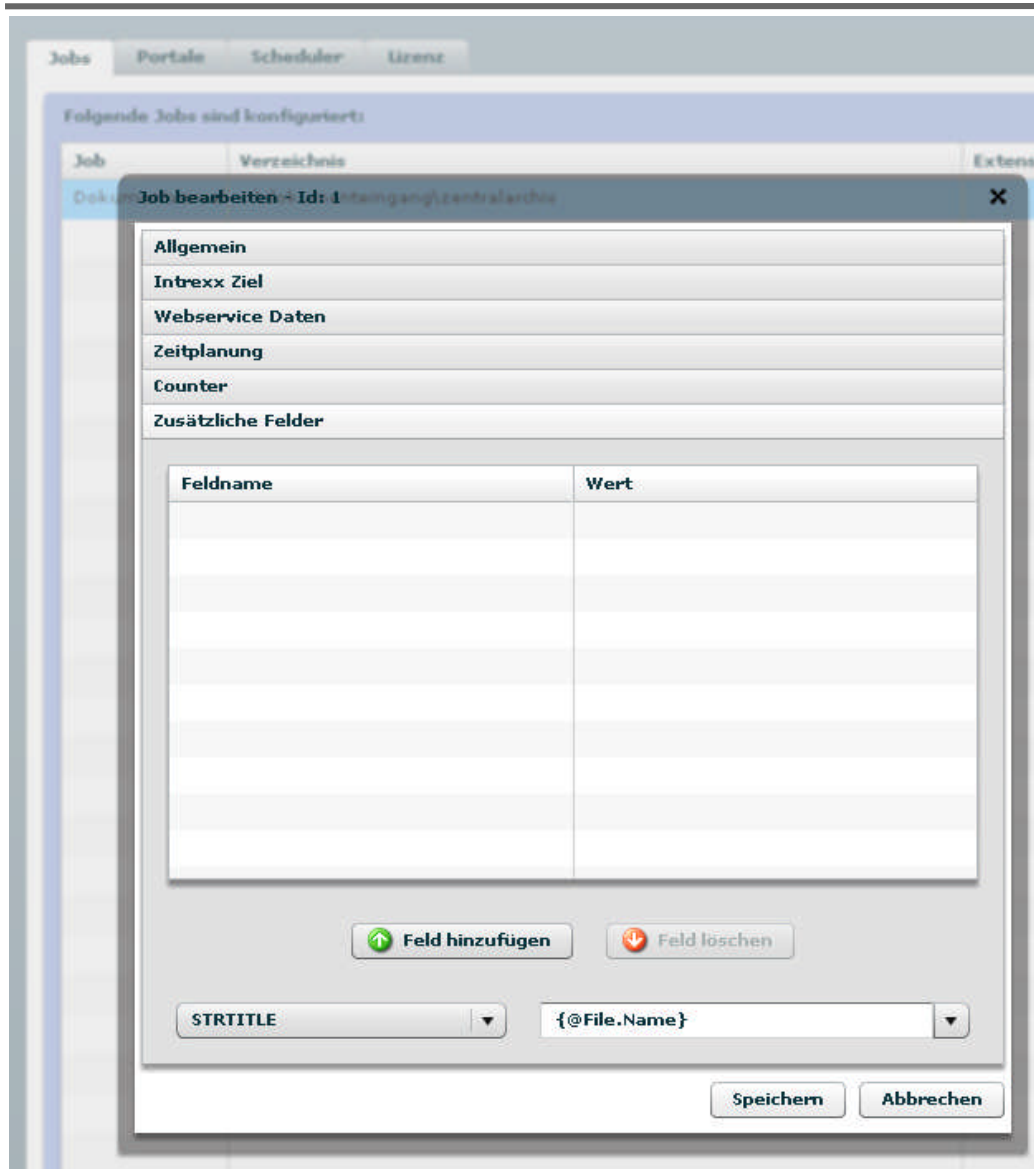 Jobs Portale Scheduler Lizenz
Folgende Jobs sind konfiguriert:
Job Verzeichnis Extens
Job bearbeiten - Id: 1
Allgemein
Intrexx Ziel
Webservice Daten
Zeitplanung
Counter
Zusätzliche Felder
Feldname Wert
Feld hinzufügen Feld löschen
STRTITLE {@File.Name}
Speichern Abbrechen